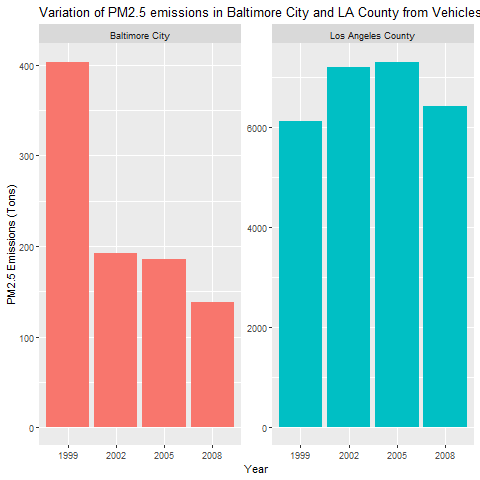 Variation of PM2.5 emissions in Baltimore City and LA County from Vehicles
Baltimore City
Los Angeles County
PM2.5 Emissions (Tons)
400
300
200
100
0
6000
4000
2000
0
1999 2002 2005 2008
1999 2002 2005 2008
Year